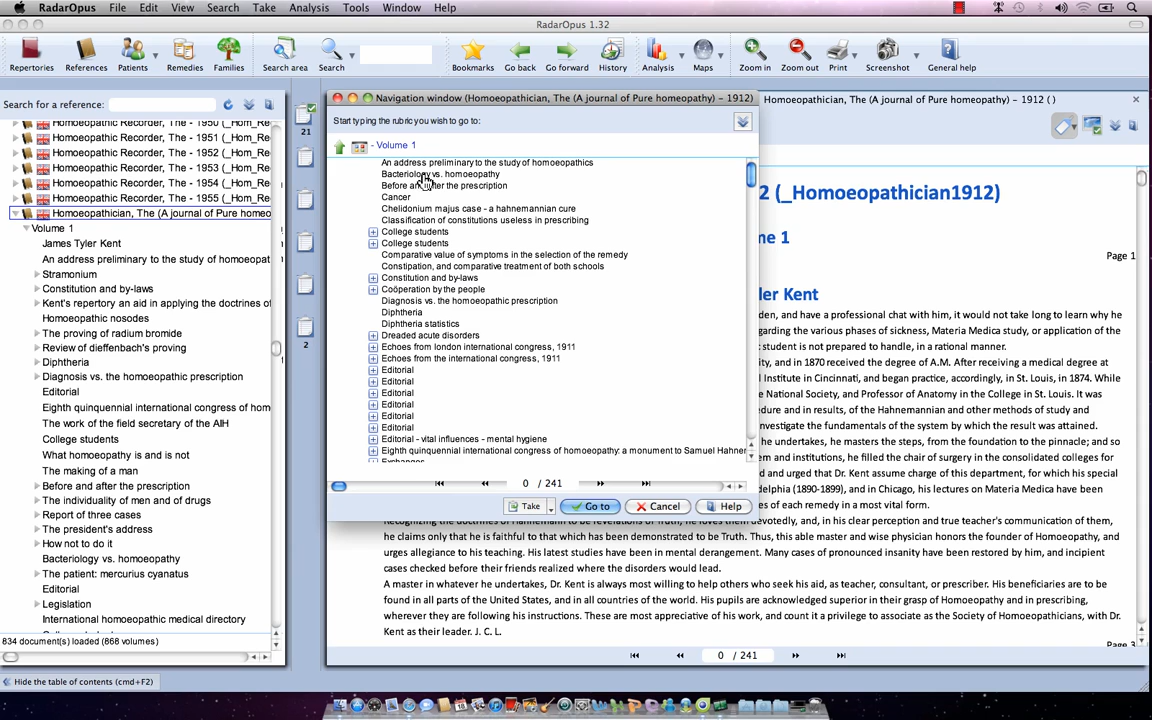 RadarOpus File Edit View Search Take Analysis Tools Window Help
RadarOpus 1.32
Repertories References Patients Remedies Families Search area Search Bookmarks Go back Go forward History Analysis Maps Zoom in Zoom out Print Screenshot General help
Search for a reference:
Homoeopathic Recorder, The - 1950 (_Hom_Re
Homoeopathic Recorder, The - 1951 (_Hom_Re
Homoeopathic Recorder, The - 1952 (_Hom_Re
Homoeopathic Recorder, The - 1953 (_Hom_Re
Homoeopathic Recorder, The - 1954 (_Hom_Re
Homoeopathic Recorder, The - 1955 (_Hom_Re
Homoeopathician, The (A journal of Pure homeo
Volume 1
James Tyler Kent
An address preliminary to the study of homoeopat
Stramonium
Constitution and by-laws
Kent's repertory an aid in applying the doctrines of
Homoeopathic nosodes
The proving of radium bromide
Review of dieffenbach's proving
Diphtheria
Diagnosis vs. the homoeopathic prescription
Editorial
Eighth quinquennial international congress of hom
The work of the field secretary of the AIH
College students
What homoeopathy is and is not
The making of a man
Before and after the prescription
The individuality of men and of drugs
Report of three cases
The president's address
How not to do it
Bacteriology vs. homoeopathy
The patient: mercurius cyanatus
Editorial
Legislation
International homoeopathic medical directory
834 document(s) loaded (868 volumes)
Hide the table of contents (cmd+F2)
21
2
Navigation window (Homoeopathician, The (A journal of Pure homeopathy) - 1912)
Start typing the rubric you wish to go to:
- Volume 1
An address preliminary to the study of homoeopathics
Bacteriology vs. homoeopathy
Before and after the prescription
Cancer
Chelidonium majus case - a hahnemannian cure
Classification of constitutions useless in prescribing
College students
College students
Comparative value of symptoms in the selection of the remedy
Constipation, and comparative treatment of both schools
Constitution and by-laws
Coöperation by the people
Diagnosis vs. the homoeopathic prescription
Diphtheria
Diphtheria statistics
Dreaded acute disorders
Echoes from london international congress, 1911
Echoes from the international congress, 1911
Editorial
Editorial
Editorial
Editorial
Editorial
Editorial
Editorial - vital influences - mental hygiene
Eighth quinquennial international congress of homoeopathy: a monument to Samuel Hahner
Exchanges
0 / 241
Take Go to Cancel Help
Homoeopathician, The (A journal of Pure homeopathy) - 1912 ( )
2 (_Homoeopathician1912)
me 1
Page 1
ler Kent
den, and have a professional chat with him, it would not take long to learn why he
garding the various phases of sickness, Materia Medica study, or application of the
student is not prepared to handle, in a rational manner.
ity, and in 1870 received the degree of A.M. After receiving a medical degree at
l Institute in Cincinnati, and began practice, accordingly, in St. Louis, in 1874. While
e National Society, and Professor of Anatomy in the College in St. Louis. It was
edure and in results, of the Hahnemannian and other methods of study and
nvestigate the fundamentals of the system by which the result was attained.
he undertakes, he masters the steps, from the foundation to the pinnacle; and so
em and institutions, he filled the chair of surgery in the combined colleges for
d and urged that Dr. Kent assume charge of this department, for which his special
delphia (1890-1899), and in Chicago, his lectures on Materia Medica have been
es of each remedy in a most vital form.
Recognizing the doctrines of Hahnemann to be revelations of Truth, he loves them devotedly, and, in his clear perception and true teacher's communication of them,
he claims only that he is faithful to that which has been demonstrated to be Truth. Thus, this able master and wise physician honors the founder of Homoeopathy, and
urges allegiance to his teaching. His latest studies have been in mental derangement. Many cases of pronounced insanity have been restored by him, and incipient
cases checked before their friends realized where the disorders would lead.
A master in whatever he undertakes, Dr. Kent is always most willing to help others who seek his aid, as teacher, consultant, or prescriber. His beneficiaries are to be
found in all parts of the United States, and in all countries of the world. His pupils are acknowledged superior in their grasp of Homoeopathy and in prescribing,
wherever they are following his instructions. These are most appreciative of his work, and count it a privilege to associate as the Society of Homoeopathicians, with Dr.
Kent as their leader. J. C. L.
Page 3
0 / 241